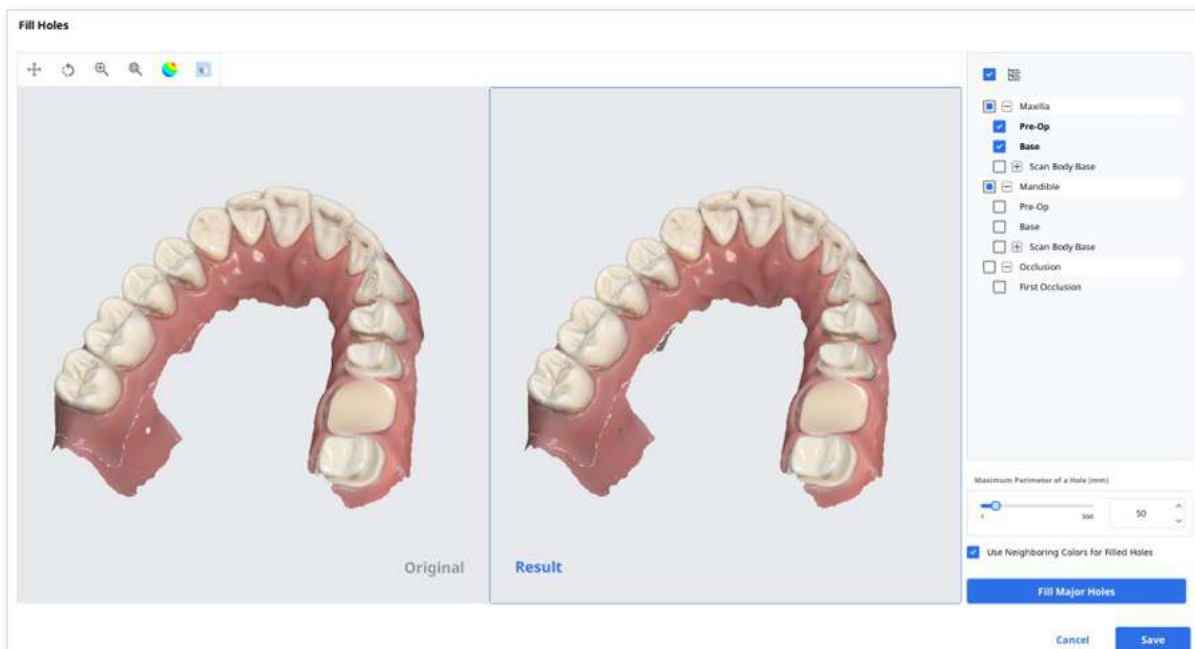 Fill Holes
Maxilla
Pre-Op
Base
Scan Body Base
Mandible
Pre-Op
Base
Scan Body Base
Occlusion
First Occlusion
Original
Result
Maximum Perimeter of a Hole (mm)
1
500
50
Use Neighboring Colors for Filled Holes
Fill Major Holes
Cancel
Save